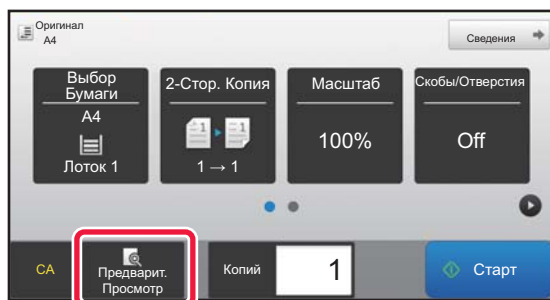 Оригинал
A4
Сведения
Выбор
Бумаги
A4
Лоток 1
2-Стор. Копия
1 → 1
Масштаб
100%
Скобы/Отверстия
Off
CA
Предварит.
Просмотр
Копий
1
Старт